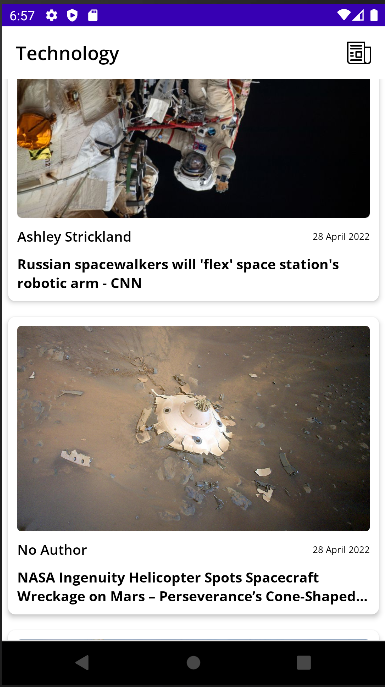 6:57
Technology
Ashley Strickland
28 April 2022
Russian spacewalkers will 'flex' space station's
robotic arm - CNN
No Author
28 April 2022
NASA Ingenuity Helicopter Spots Spacecraft
Wreckage on Mars – Perseverance’s Cone-Shaped...